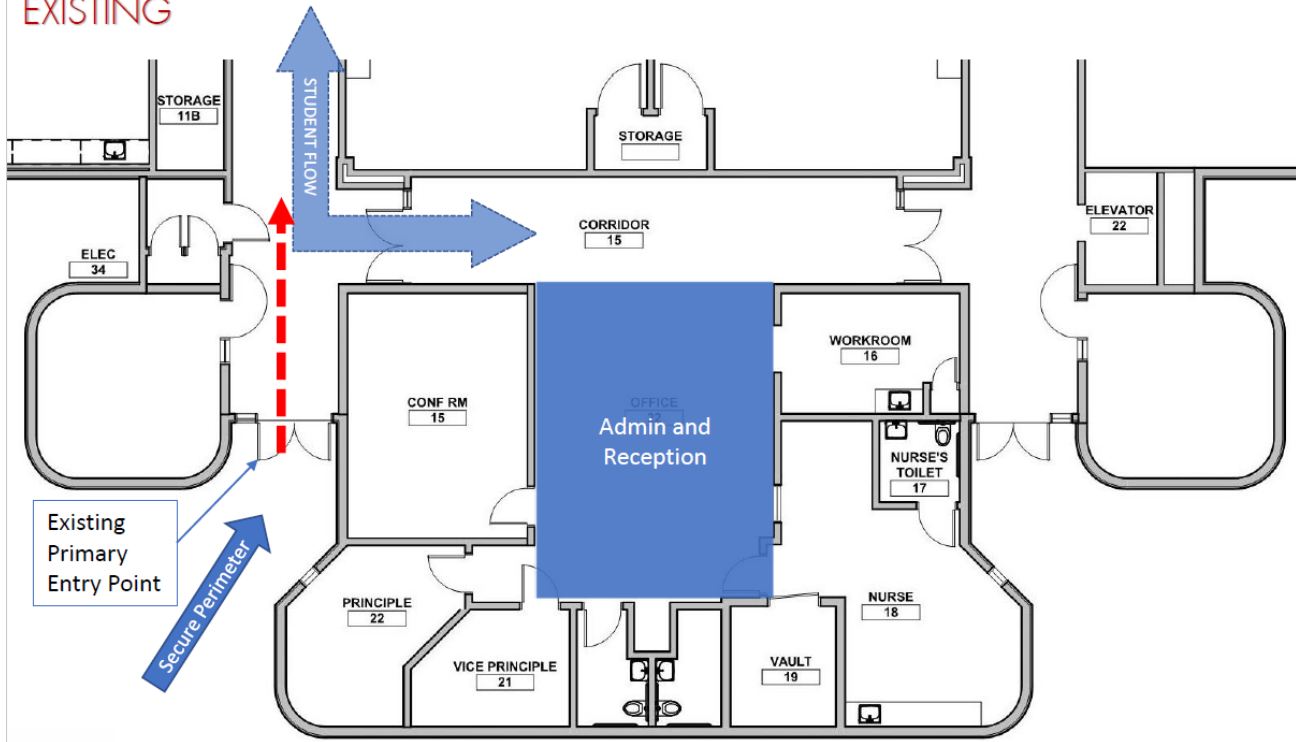 EXISTING
STORAGE
11B
STUDENT FLOW
STORAGE
CORRIDOR
15
ELEVATOR
22
ELEC
34
WORKROOM
16
CONF RM
15
OFFICE
Admin and
Reception
NURSE'S
TOILET
17
Existing
Primary
Entry Point
Secure Perimeter
PRINCIPLE
22
NURSE
18
VICE PRINCIPLE
21
VAULT
19